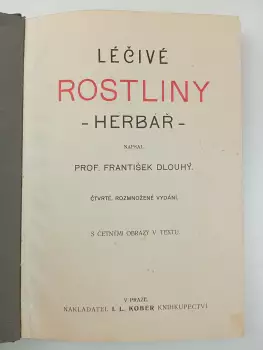 LÉČIVÉ
ROSTLINY
- HERBÁŘ -
NAPSAL
PROF. FRANTIŠEK DLOUHÝ.
ČTVRTÉ, ROZMNOŽENÉ VYDÁNÍ.
S ČETNÝMI OBRAZY V TEXTU.
V PRAZE.
NAKLADATEL I. L. KOBER KNIHKUPECTVÍ